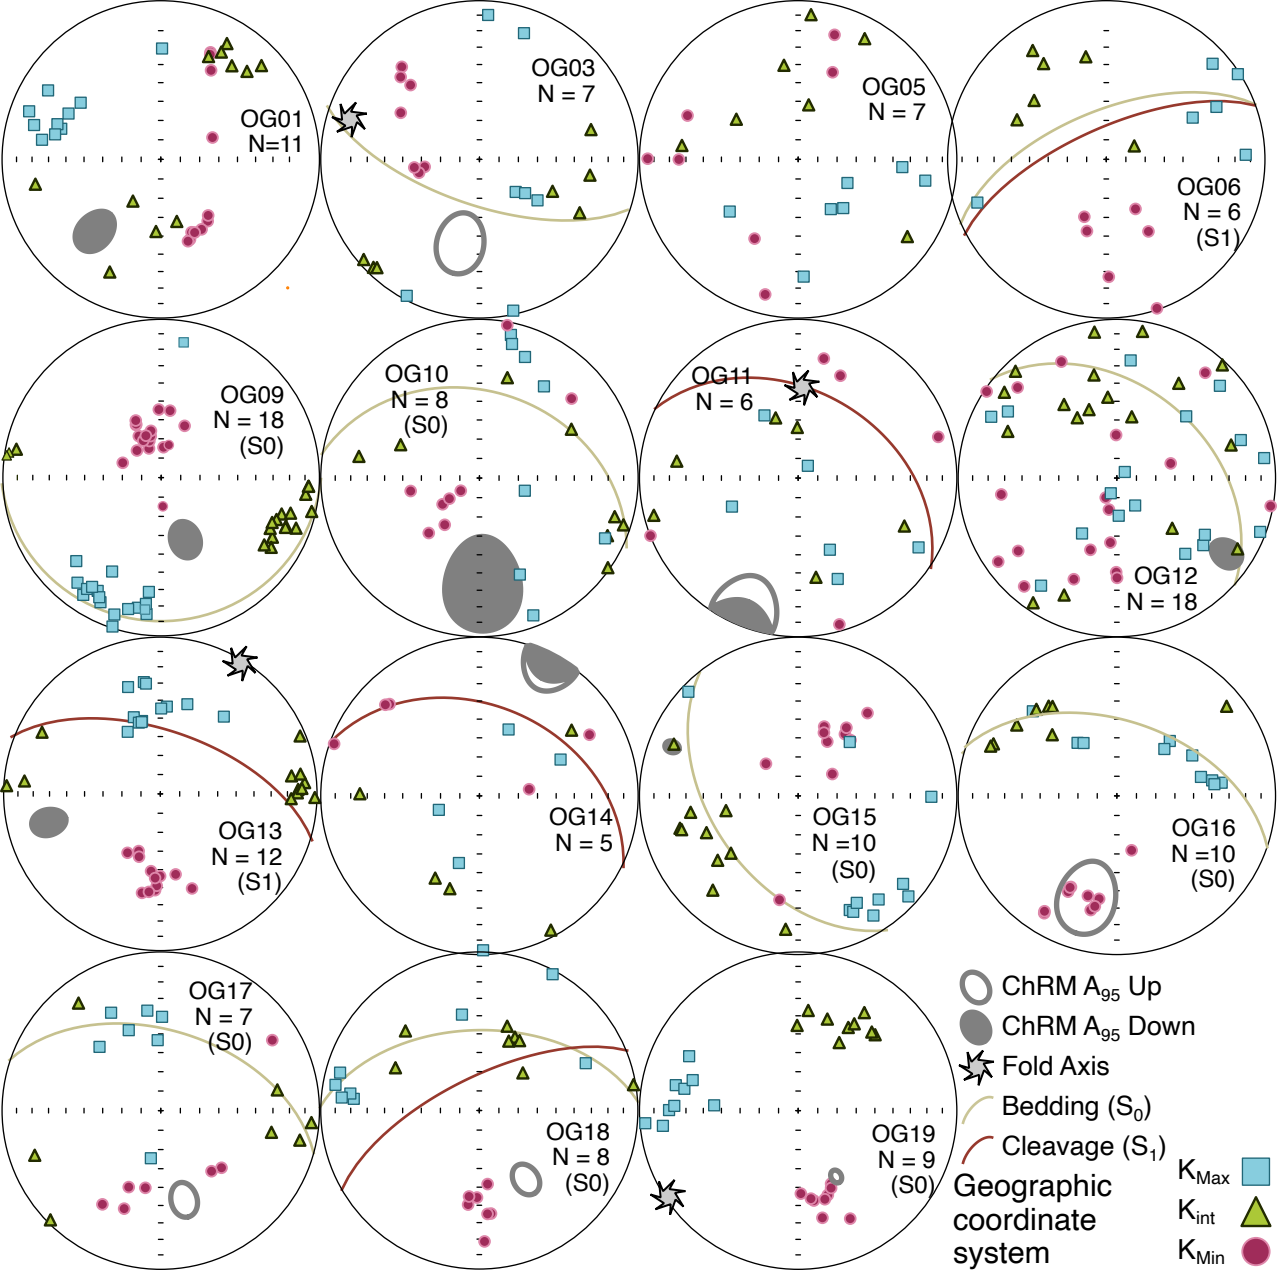 OG01
N=11
OG03
N = 7
OG05
N = 7
OG06
N = 6
(S1)
OG09
N = 18
(S0)
OG10
N = 8
(S0)
OG11
N = 6
OG12
N = 18
OG13
N = 12
(S1)
OG14
N = 5
OG15
N =10
(S0)
OG16
N =10
(S0)
OG17
N = 7
(S0)
OG18
N = 8
(S0)
OG19
N = 9
(S0)
ChRM A95 Up
ChRM A95 Down
Fold Axis
Bedding (S0)
Cleavage (S1)
Geographic
coordinate
system
KMax
Kint
KMin